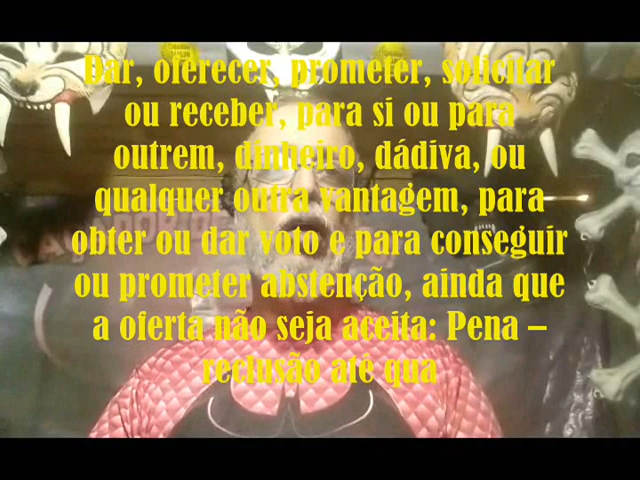 Dar, oferecer, prometer, solicitar
ou receber, para si ou para
outrem, dinheiro, dádiva, ou
qualquer outra vantagem, para
obter ou dar voto e para conseguir
ou prometer abstenção, ainda que
a oferta não seja aceita: Pena –
reclusão até qua